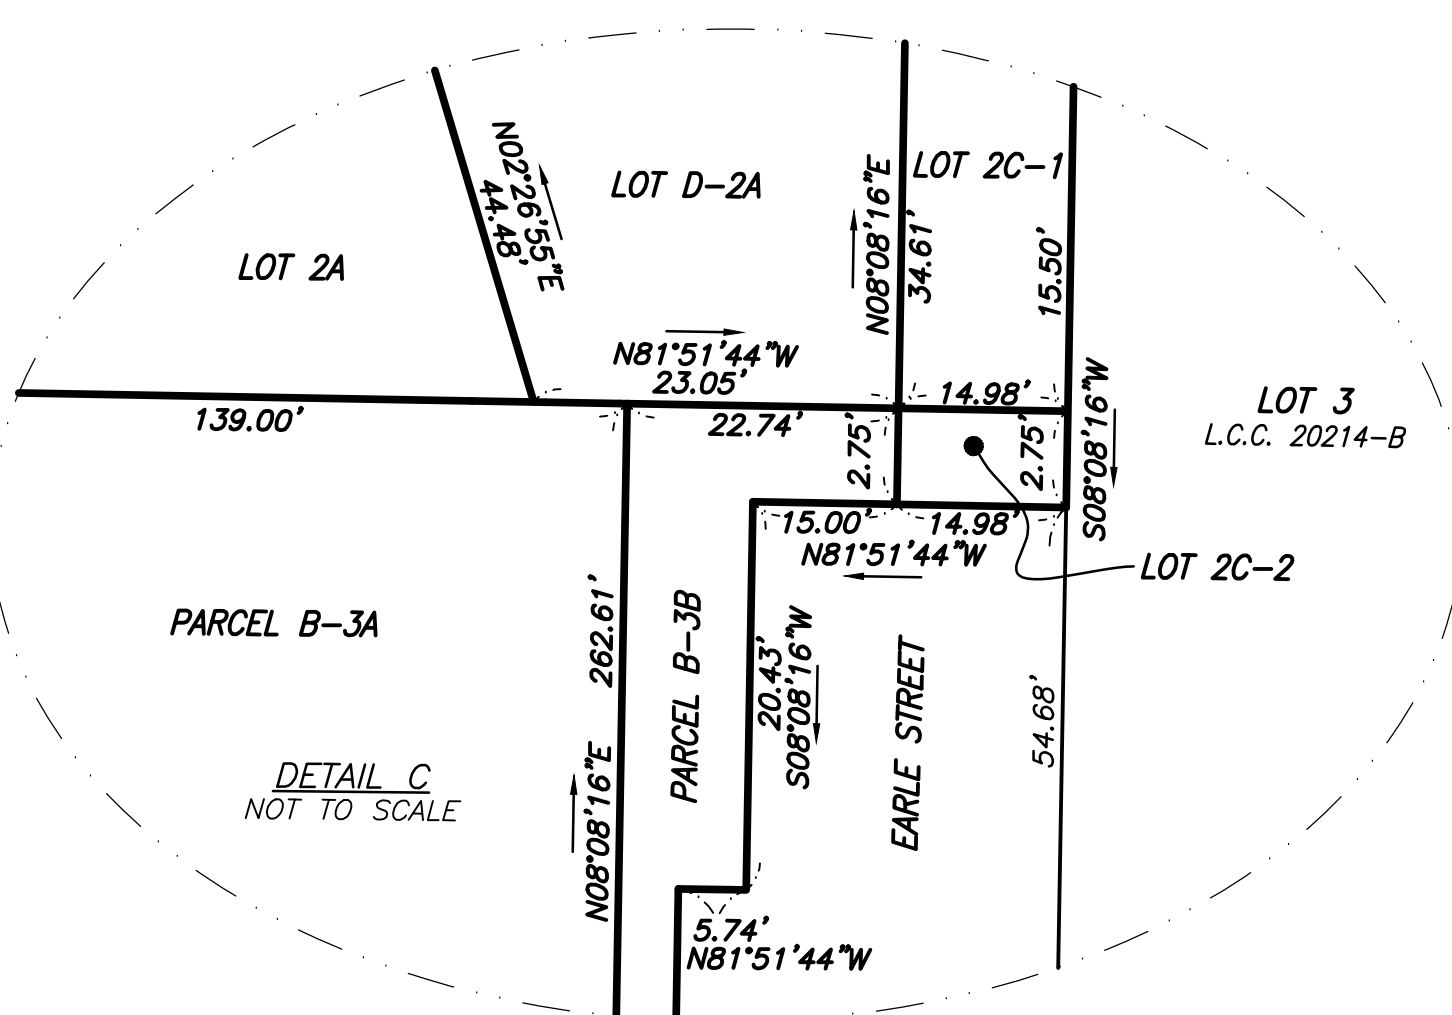 LOT 2C-1
LOT D-2A
N02°26'55"E
44.48'
LOT 2A
N08°08'16"E
34.61'
15.50'
N81°51'44"W
23.05'
14.98'
139.00'
22.74'
2.75'
2.75'
S08°08'16"W
LOT 3
L.C.C. 20214-B
15.00'
14.98'
N81°51'44"W
LOT 2C-2
PARCEL B-3A
262.61'
N08°08'16"E
PARCEL B-3B
20.43'
S08°08'16"W
EARLE STREET
54.68'
DETAIL C
NOT TO SCALE
5.74'
N81°51'44"W